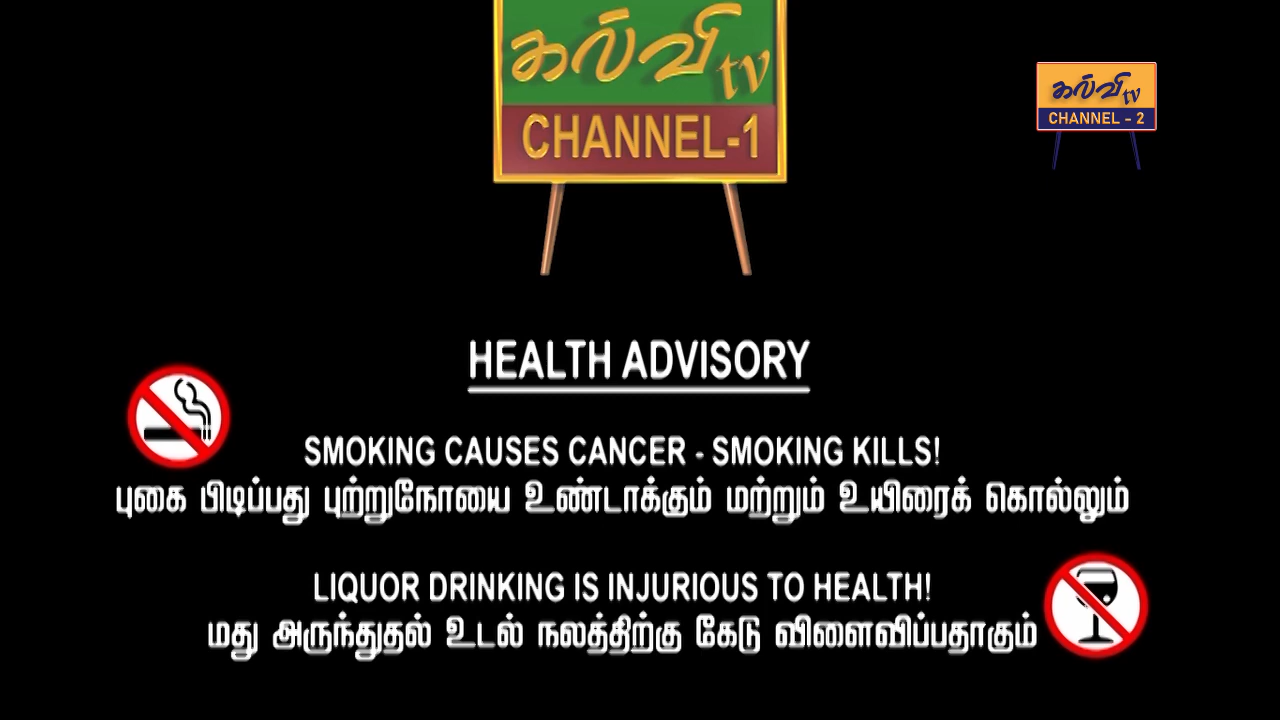 கல்வி tv
CHANNEL-1
கல்வி tv
CHANNEL - 2
HEALTH ADVISORY
SMOKING CAUSES CANCER - SMOKING KILLS!
புகை பிடிப்பது புற்றுநோயை உண்டாக்கும் மற்றும் உயிரைக் கொல்லும்
LIQUOR DRINKING IS INJURIOUS TO HEALTH!
மது அருந்துதல் உடல் நலத்திற்கு கேடு விளைவிப்பதாகும்